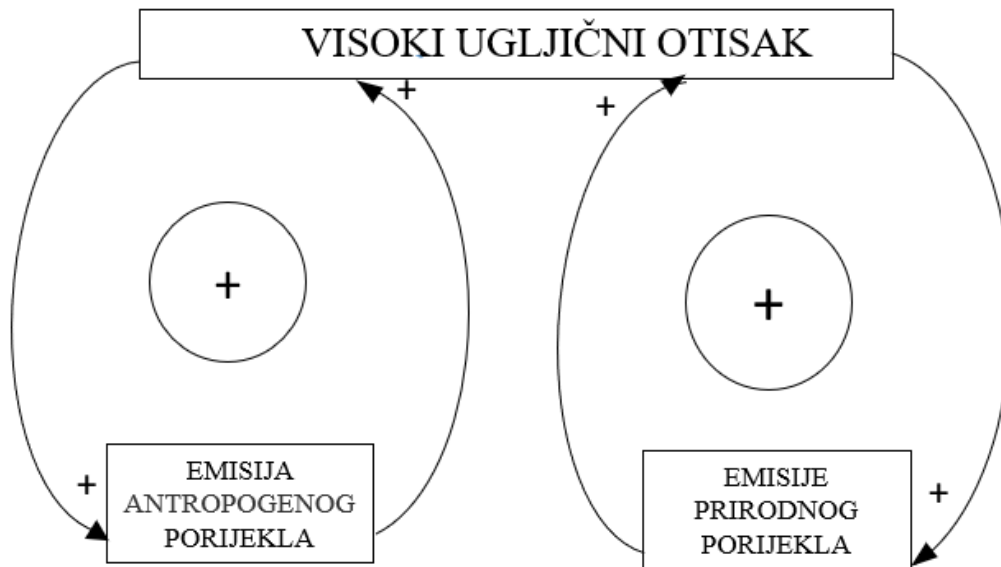 VISOKI UGLJIČNI OTISAK
+
+
+
+
+
EMISIJA
ANTROPOGENOG
PORIJEKLA
+
EMISIJE
PRIRODNOG
PORIJEKLA